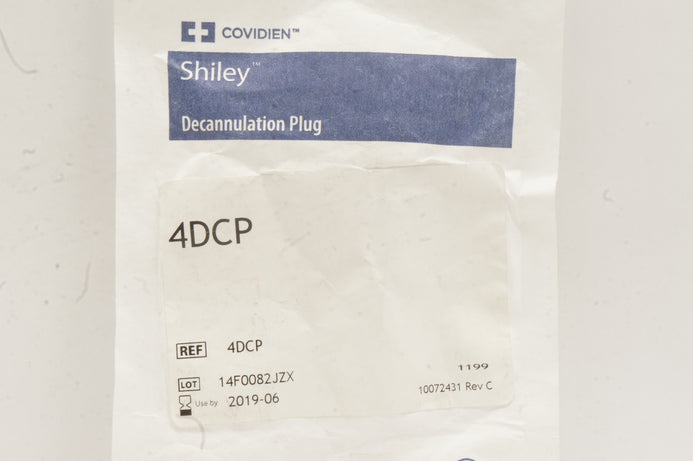 COVIDIEN™
Shiley™
Decannulation Plug
4DCP
REF 4DCP
LOT 14F0082JZX
Use by 2019-06
1199
10072431 Rev C